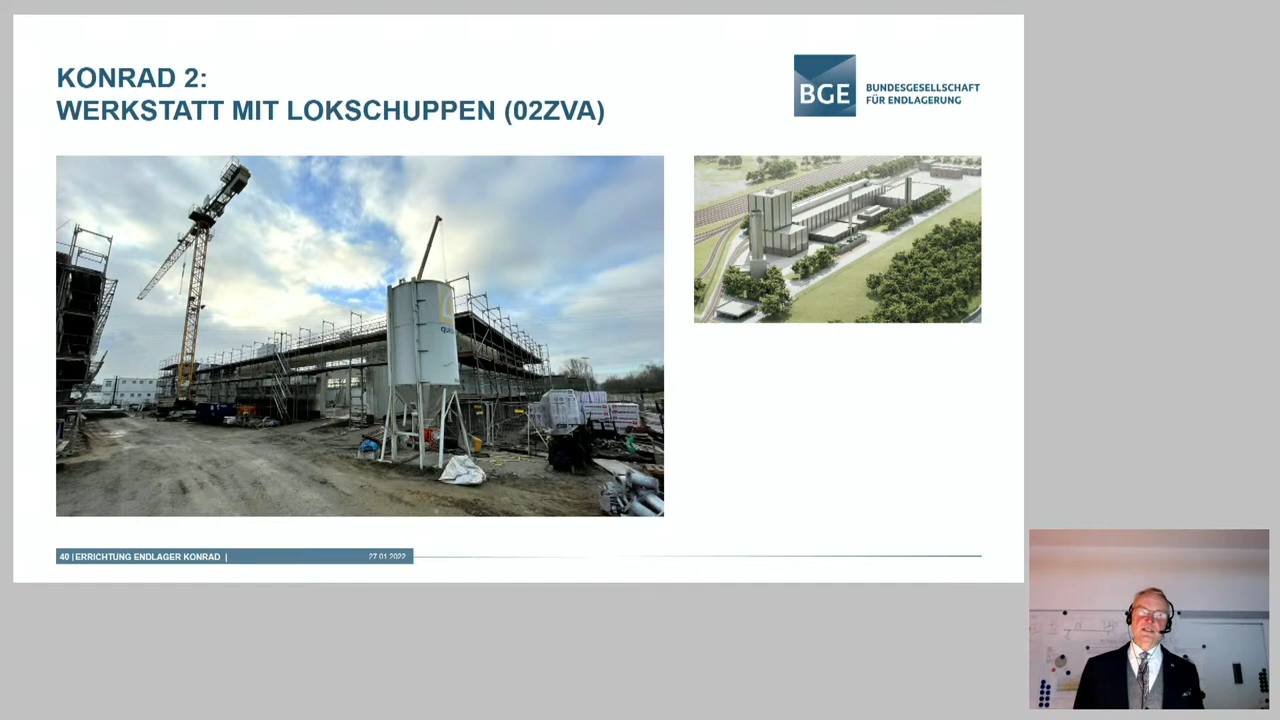 KONRAD 2:
WERKSTATT MIT LOKSCHUPPEN (02ZVA)
BGE
BUNDESGESELLSCHAFT
FÜR ENDLAGERUNG
40 | ERRICHTUNG ENDLAGER KONRAD |
27.01.2022